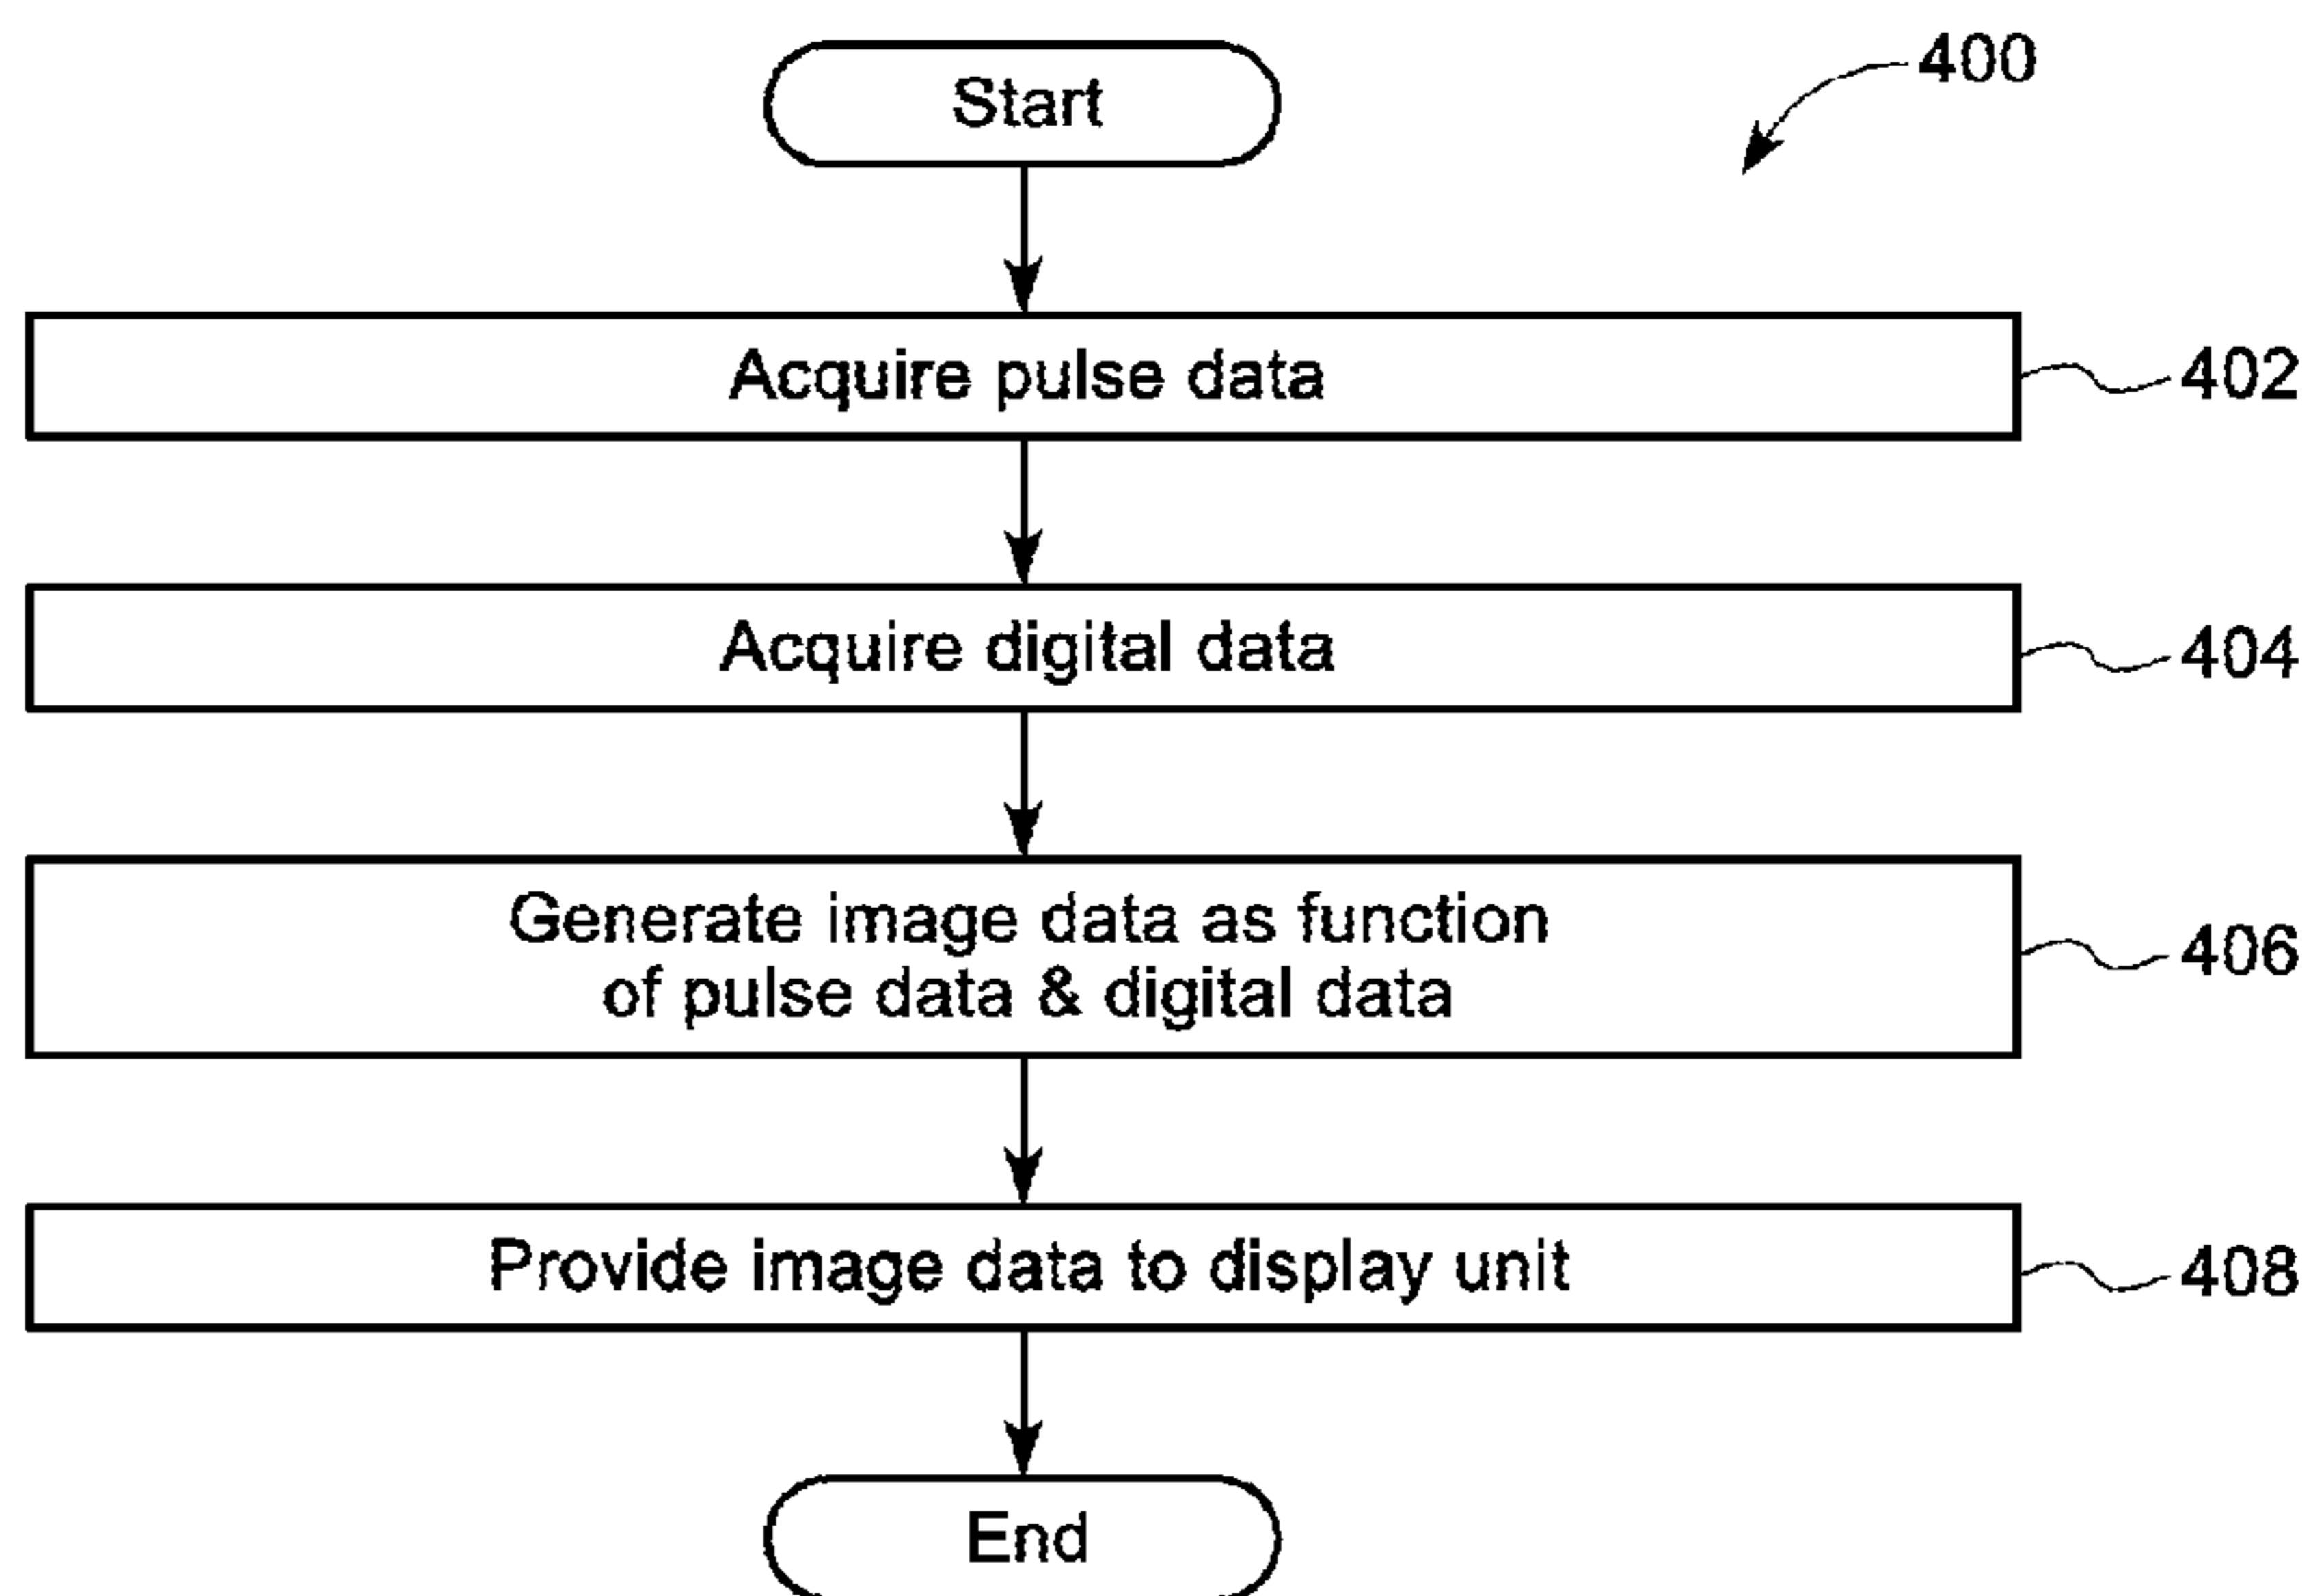 Start
400
Acquire pulse data
402
Acquire digital data
404
Generate image data as function
of pulse data & digital data
406
Provide image data to display unit
408
End